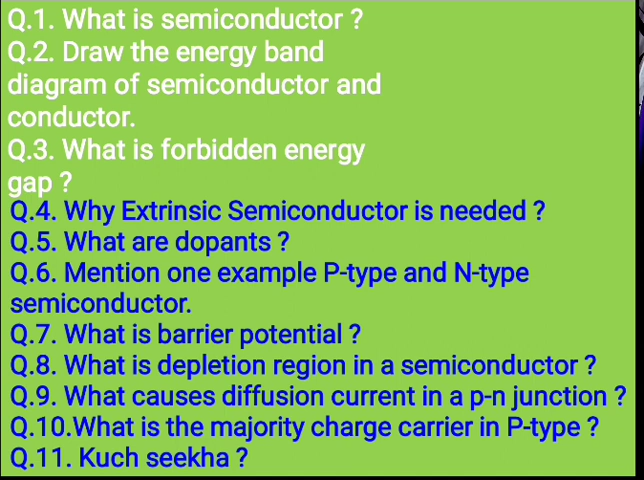 Q.1. What is semiconductor ?
Q.2. Draw the energy band
diagram of semiconductor and
conductor.
Q.3. What is forbidden energy
gap ?
Q.4. Why Extrinsic Semiconductor is needed ?
Q.5. What are dopants ?
Q.6. Mention one example P-type and N-type
semiconductor.
Q.7. What is barrier potential ?
Q.8. What is depletion region in a semiconductor ?
Q.9. What causes diffusion current in a p-n junction ?
Q.10.What is the majority charge carrier in P-type ?
Q.11. Kuch seekha ?